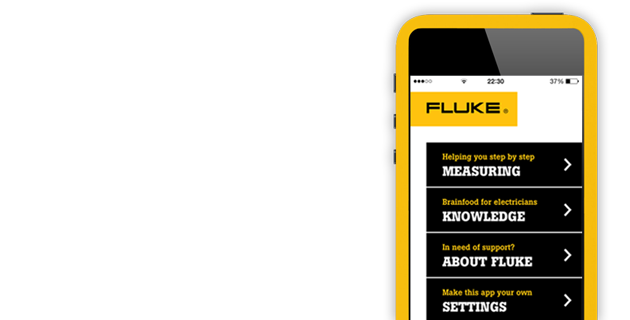 22:30 37%
FLUKE®
Helping you step by step
MEASURING
Brainfood for electricians
KNOWLEDGE
In need of support?
ABOUT FLUKE
Make this app your own
SETTINGS